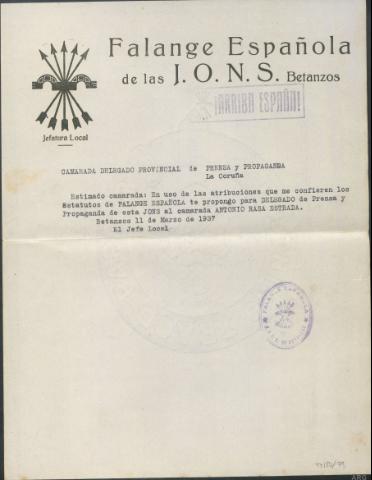 Falange Española
de las J.O.N.S. Betanzos
¡ARRIBA ESPAÑA!
Jefatura Local
CAMARADA DELEGADO PROVINCIAL de PRENSA y PROPAGANDA
La Coruña
Estimado camarada: En uso de las atribuciones que me confieren los
Estatutos de FALANGE ESPAÑOLA te propongo para DELEGADO de Prensa y
Propaganda de esta JONS al camarada ANTONIO RASA ESTRADA.
Betanzos 11 de Marzo de 1937
El Jefe Local
FALANGE ESPAÑOLA